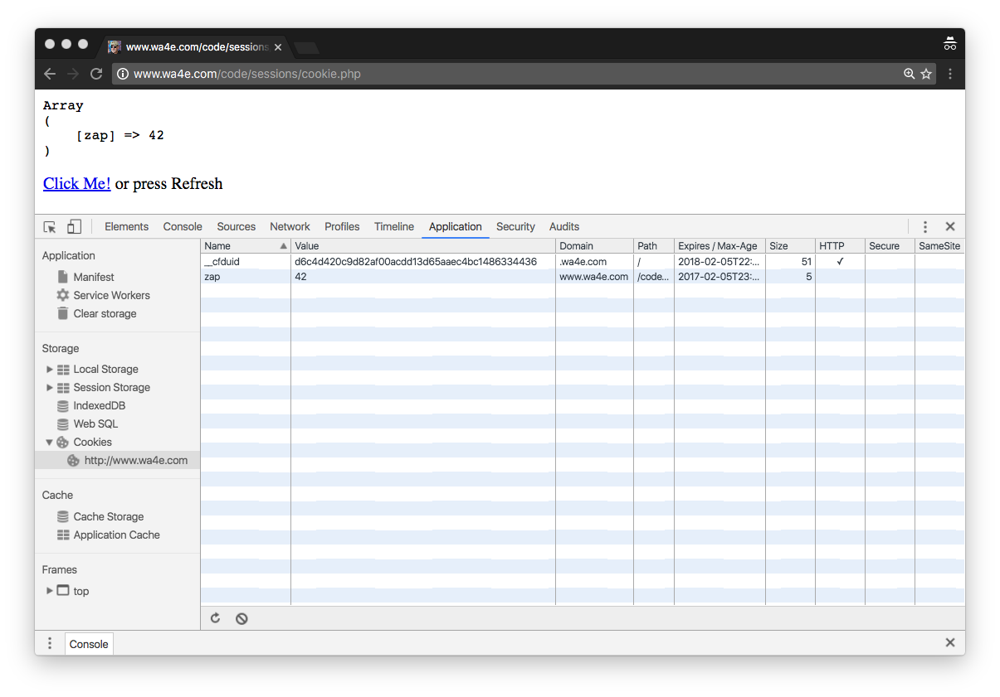 www.wa4e.com/code/sessions
www.wa4e.com/code/sessions/cookie.php
Array
(
[zap] => 42
)
Click Me! or press Refresh
Elements Console Sources Network Profiles Timeline Application Security Audits
Application
Manifest
Service Workers
Clear storage
Storage
Local Storage
Session Storage
IndexedDB
Web SQL
Cookies
http://www.wa4e.com
Cache
Cache Storage
Application Cache
Frames
top
Name Value Domain Path Expires / Max-Age Size HTTP Secure SameSite
__cfduid d6c4d420c9d82af00acdd13d65aaec4bc1486334436 .wa4e.com / 2018-02-05T22:... 51 ✓
zap 42 www.wa4e.com /code... 2017-02-05T23:... 5
Console